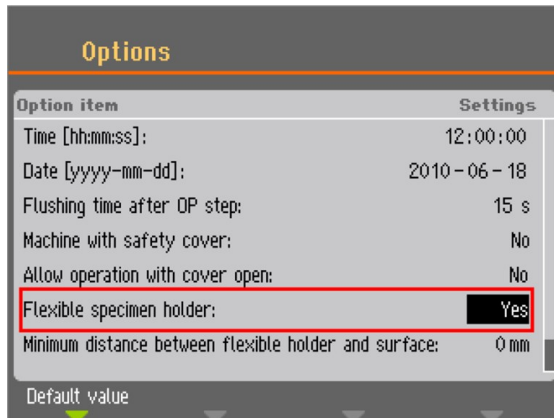 Options
Option item Settings
Time [hh:mm:ss]: 12:00:00
Date [yyyy-mm-dd]: 2010-06-18
Flushing time after OP step: 15 s
Machine with safety cover: No
Allow operation with cover open: No
Flexible specimen holder: Yes
Minimum distance between flexible holder and surface: 0 mm
Default value